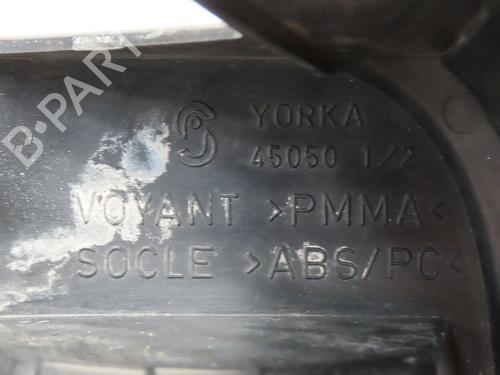 B-PARTS
YORKA
45050 1/2
VOYANT >PMMA<
SOCLE >ABS/PC<